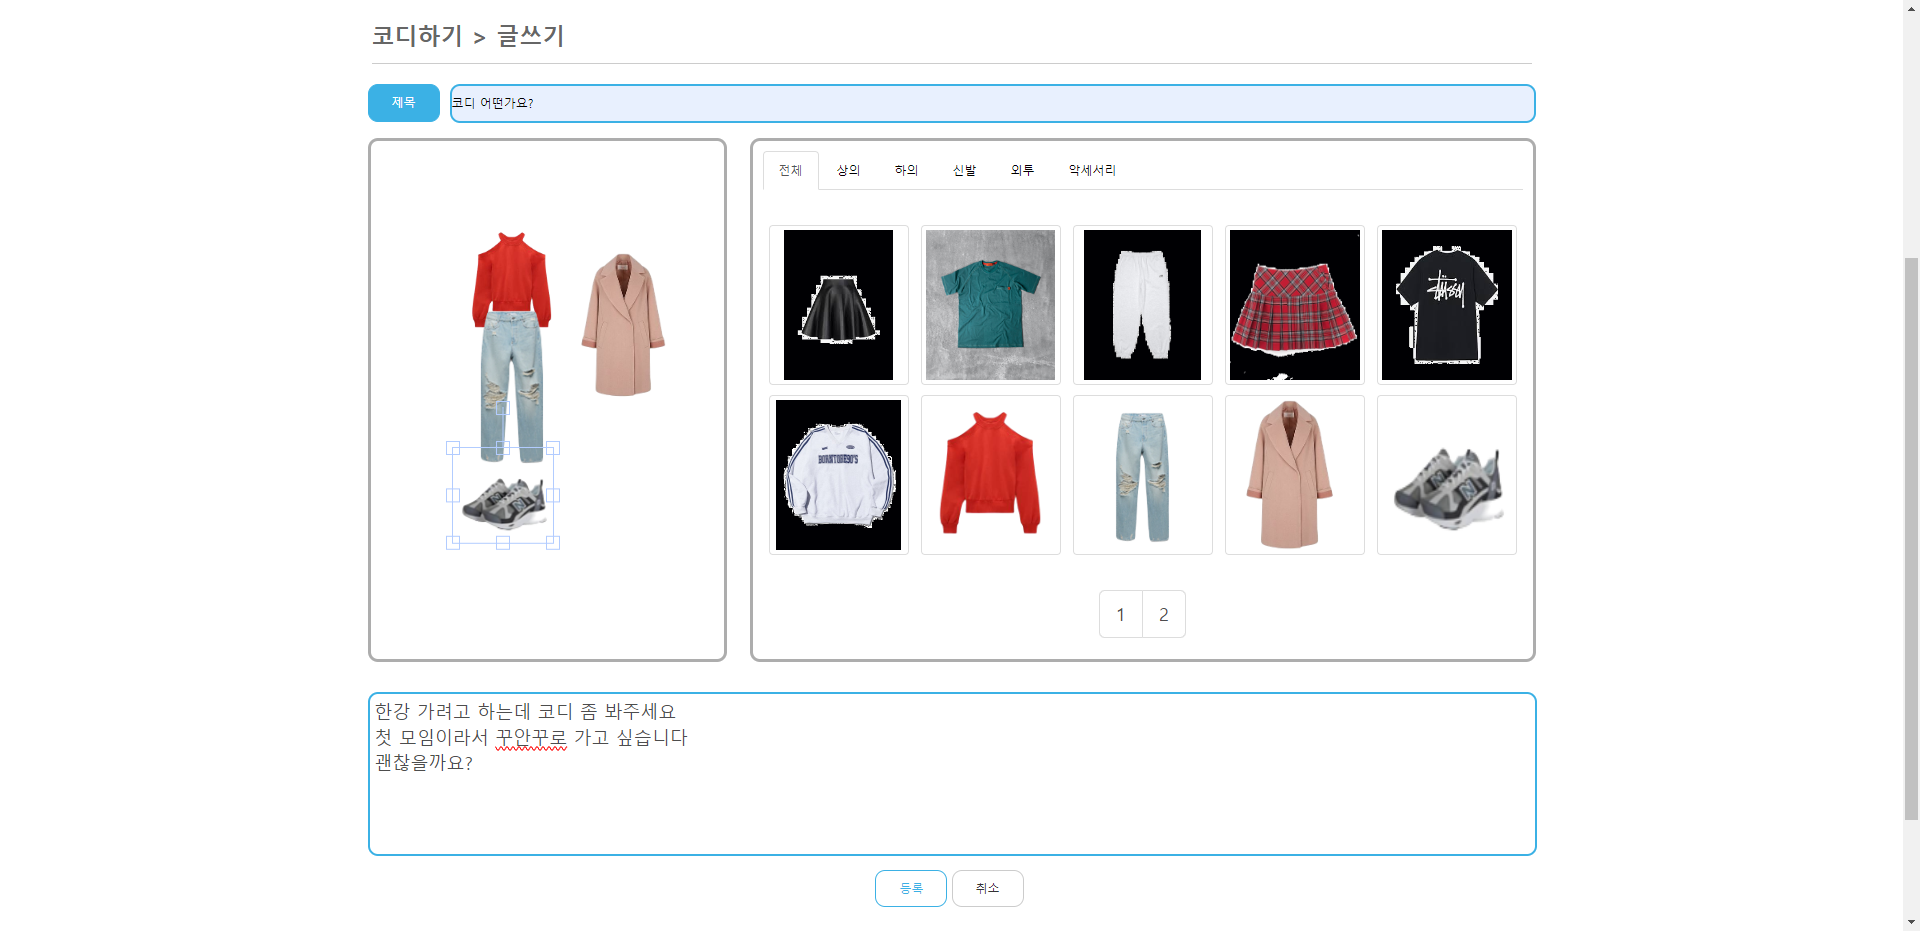 코디하기 > 글쓰기
제목
코디 어떤가요?
전체 상의 하의 신발 외투 악세서리
STUSSY
BORNTOBE90'S
N
1 2
한강 가려고 하는데 코디 좀 봐주세요
첫 모임이라서 꾸안꾸로 가고 싶습니다
괜찮을까요?
등록 취소